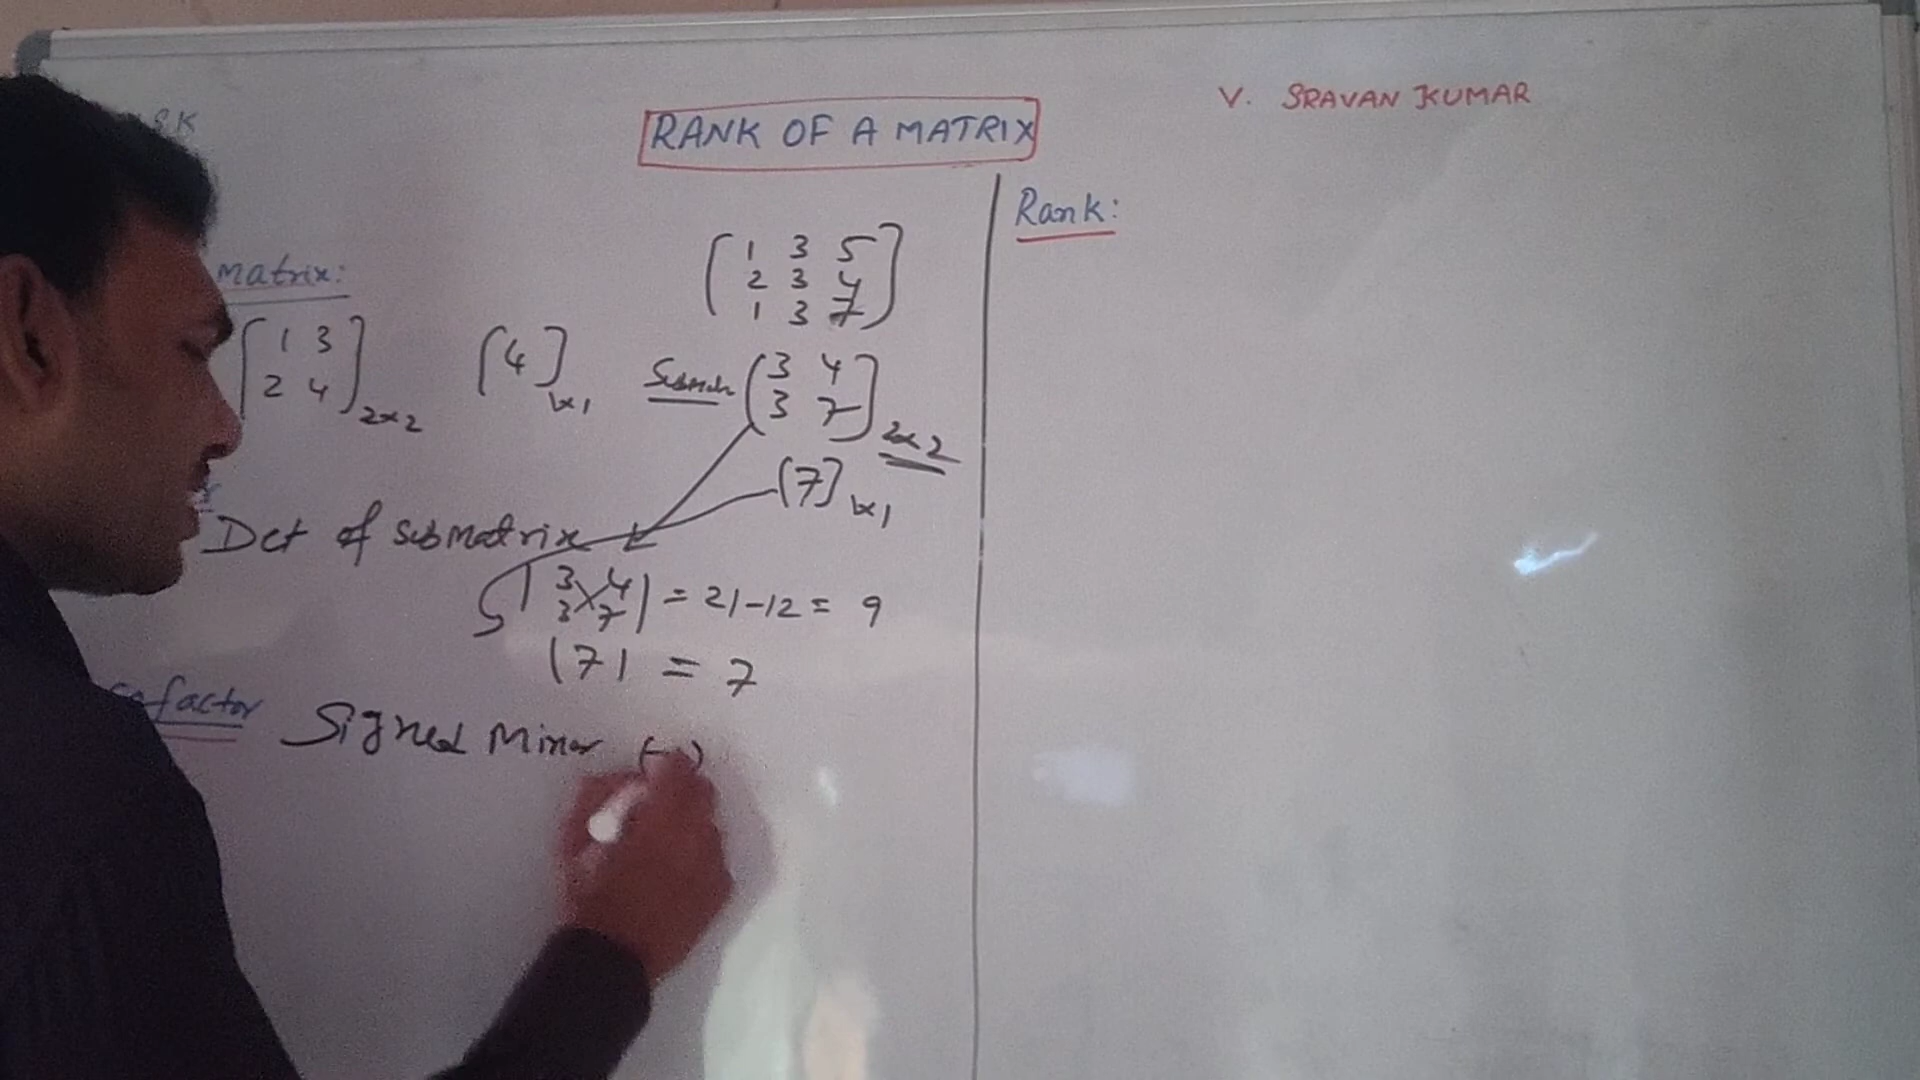 V. SRAVAN KUMAR
RANK OF A MATRIX
Rank:
matrix:
1 3 5
2 3 4
1 3 7
1 3
2 4
2×2
[4]
1×1
3 4
3 7
2×2
[7] 1×1
Det of submatrix
|3 4
3 7| = 21-12 = 9
|7| = 7
factor Signed Minor (-